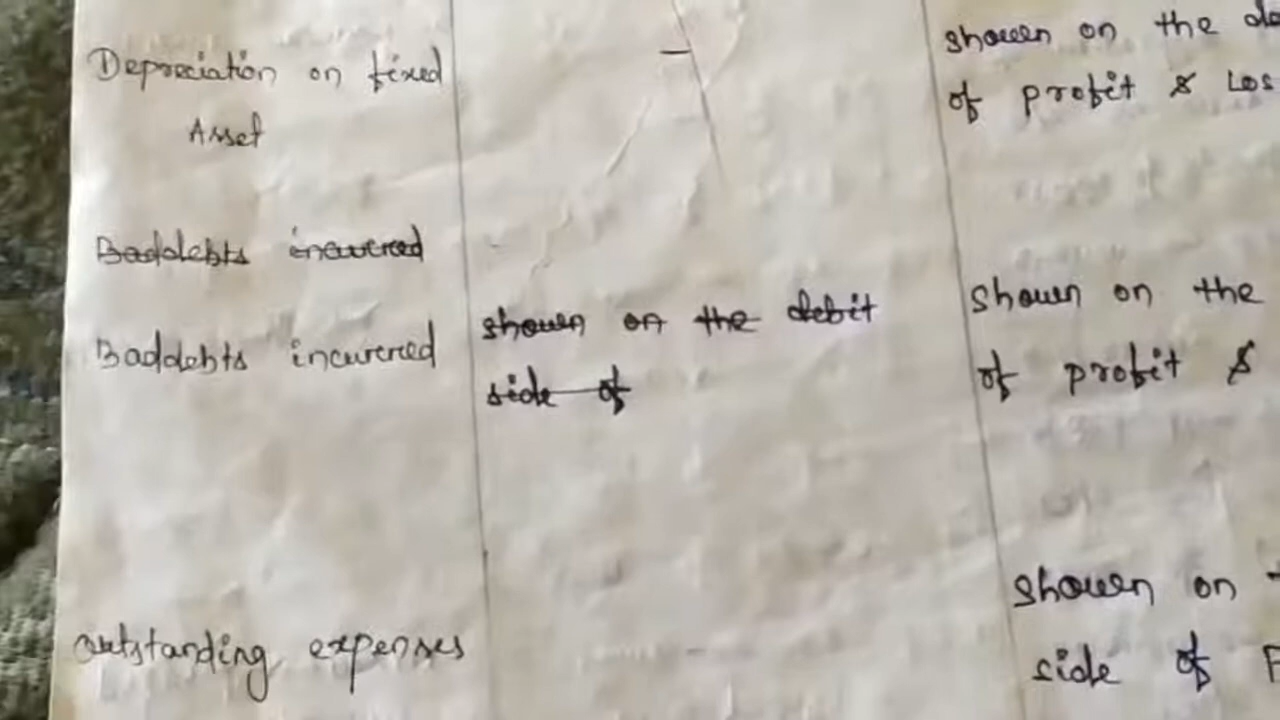 Depreciation on fixed
Asset
—
shown on the de
of profit & Los
Baddebts incurred
Baddebts incurred
shown on the debit
side of
shown on the
of profit &
outstanding expenses
shown on
side of P